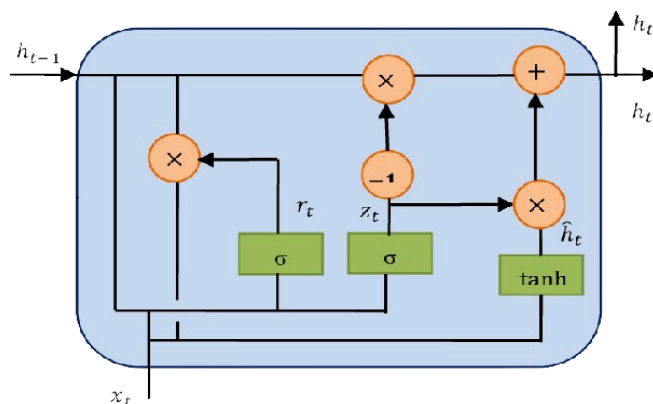 h_t
h_{t−1}
× +
h_t
×
−1
r_t z_t ×
ĥ_t
σ σ
tanh
x_t